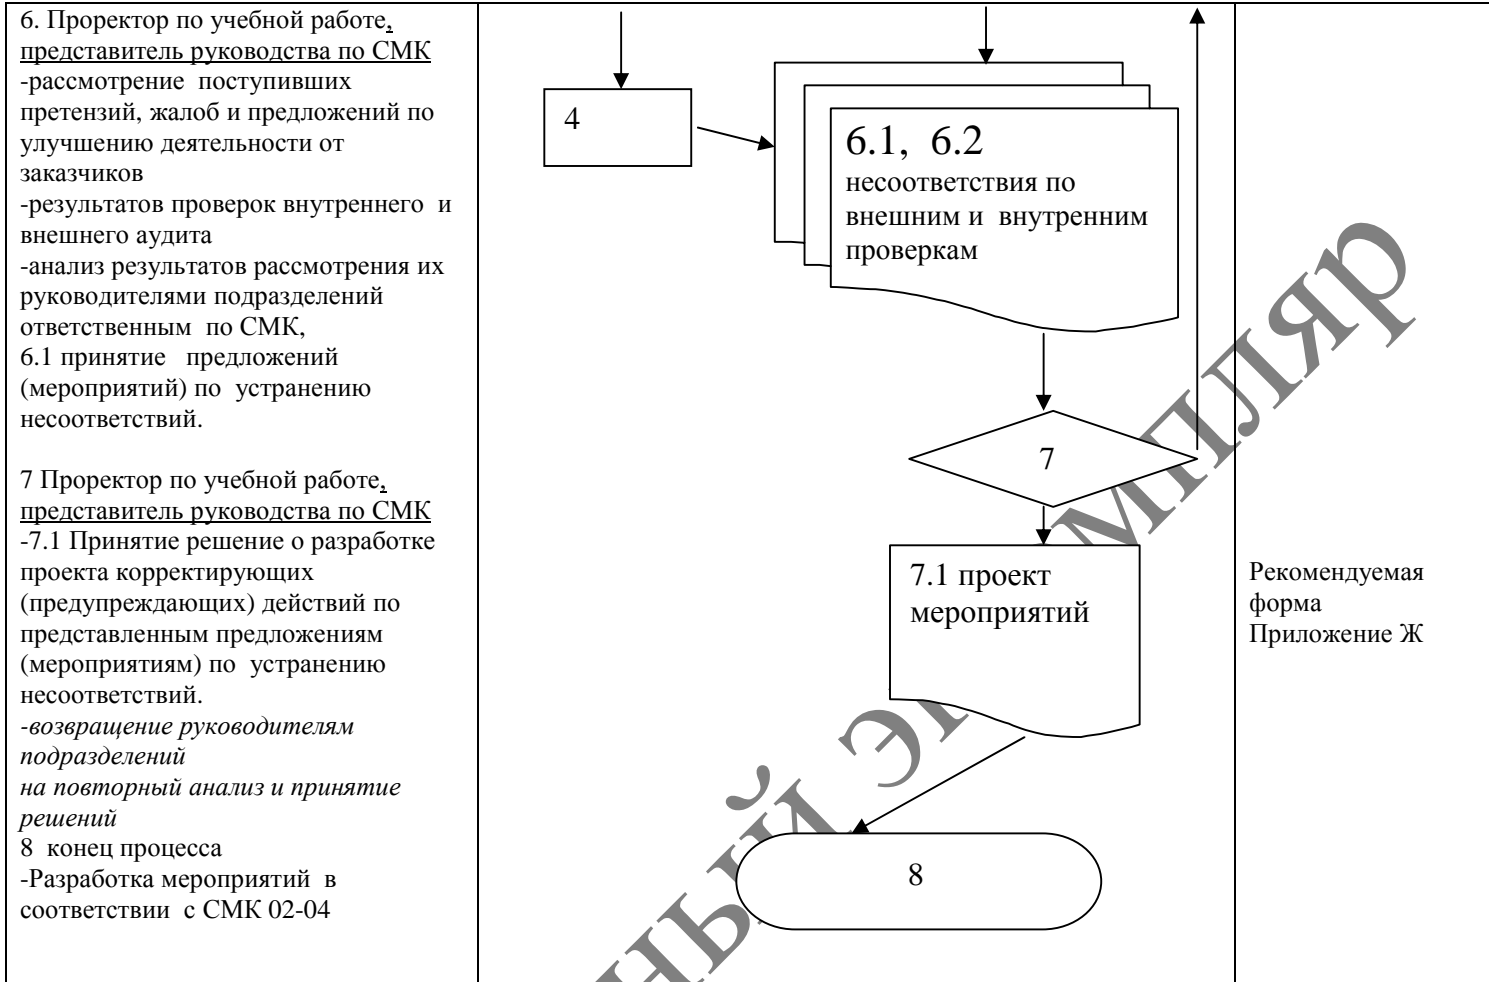 6. Проректор по учебной работе,
представитель руководства по СМК
-рассмотрение поступивших
претензий, жалоб и предложений по
улучшению деятельности от
заказчиков
-результатов проверок внутреннего и
внешнего аудита
-анализ результатов рассмотрения их
руководителями подразделений
ответственным по СМК,
6.1 принятие предложений
(мероприятий) по устранению
несоответствий.
7 Проректор по учебной работе,
представитель руководства по СМК
-7.1 Принятие решение о разработке
проекта корректирующих
(предупреждающих) действий по
представленным предложениям
(мероприятиям) по устранению
несоответствий.
-возвращение руководителям
подразделений
на повторный анализ и принятие
решений
8 конец процесса
-Разработка мероприятий в
соответствии с СМК 02-04
4
6.1, 6.2
несоответствия по
внешним и внутренним
проверкам
7
7.1 проект
мероприятий
8
Рекомендуемая
форма
Приложение Ж